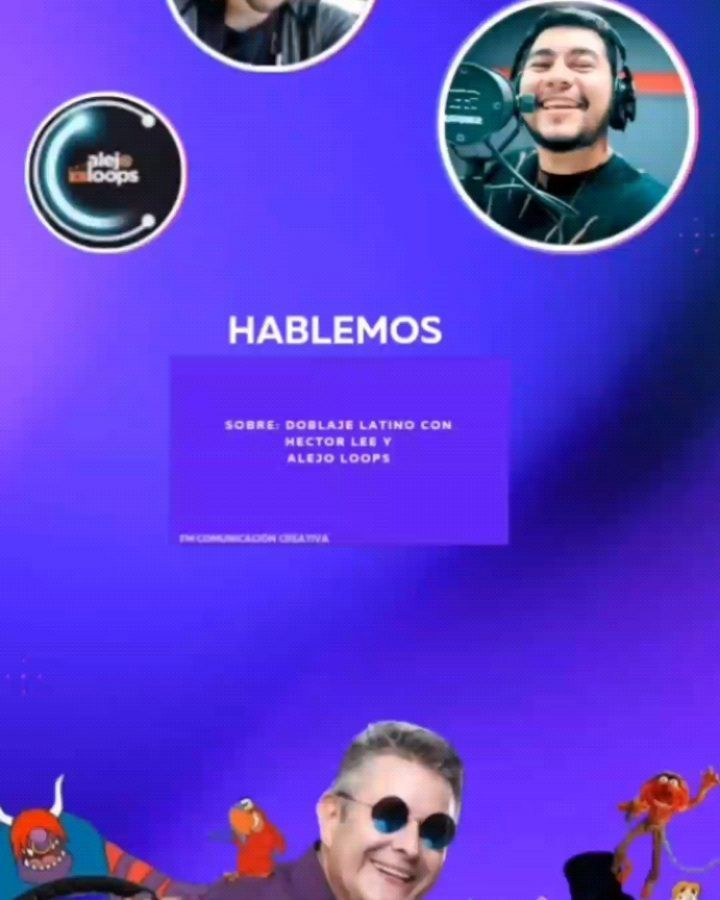 alejo
loops
HABLEMOS
SOBRE: DOBLAJE LATINO CON
HECTOR LEE Y
ALEJO LOOPS
FM COMUNICACIÓN CREATIVA